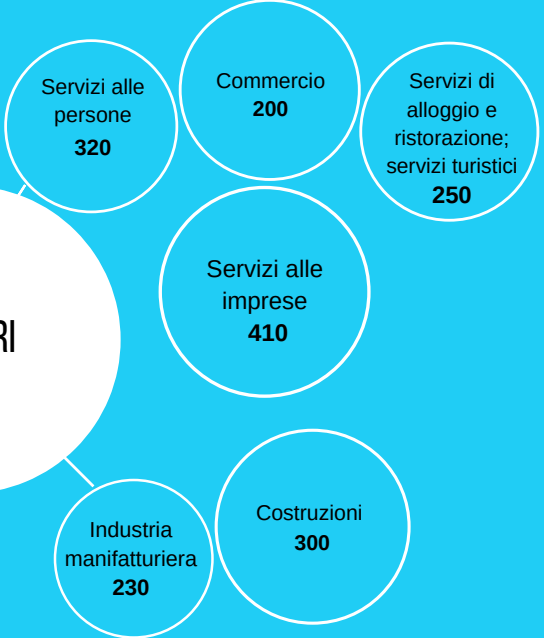 Servizi alle
persone
320
Commercio
200
Servizi di
alloggio e
ristorazione;
servizi turistici
250
Servizi alle
imprese
410
RI
Industria
manifatturiera
230
Costruzioni
300